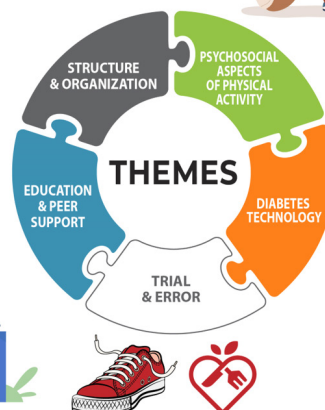 STRUCTURE
& ORGANIZATION
PSYCHOSOCIAL
ASPECTS
OF PHYSICAL
ACTIVITY
THEMES
EDUCATION
& PEER
SUPPORT
DIABETES
TECHNOLOGY
TRIAL
& ERROR